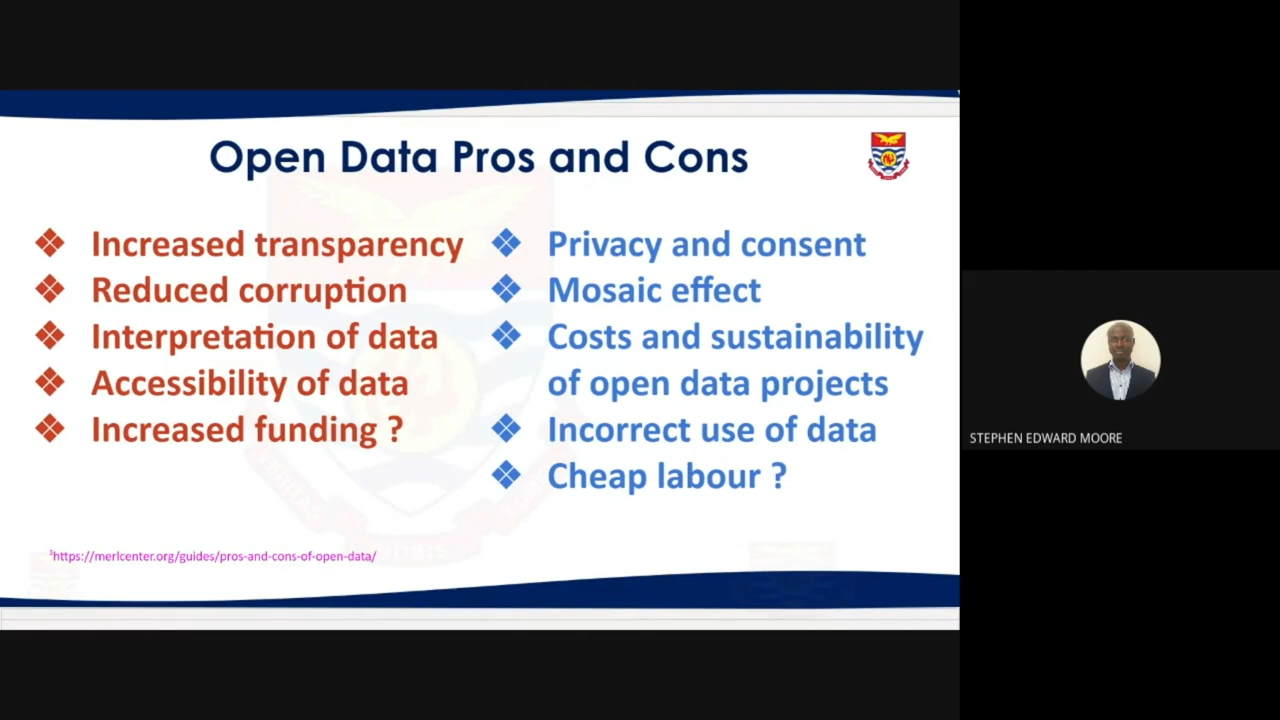 Open Data Pros and Cons
❖ Increased transparency
❖ Reduced corruption
❖ Interpretation of data
❖ Accessibility of data
❖ Increased funding ?
❖ Privacy and consent
❖ Mosaic effect
❖ Costs and sustainability
of open data projects
❖ Incorrect use of data
❖ Cheap labour ?
³https://merlcenter.org/guides/pros-and-cons-of-open-data/
STEPHEN EDWARD MOORE